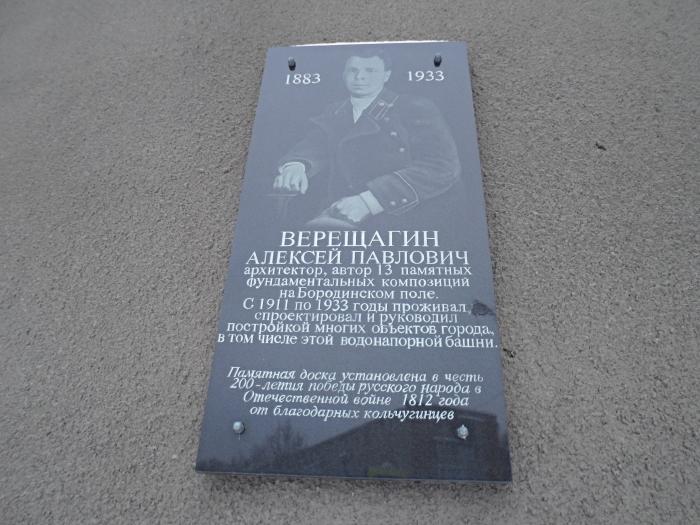 1883 1933
ВЕРЕЩАГИН
АЛЕКСЕЙ ПАВЛОВИЧ
архитектор, автор 13 памятных
фундаментальных композиций
на Бородинском поле.
С 1911 по 1933 годы проживал,
спроектировал и руководил
постройкой многих объектов города,
в том числе этой водонапорной башни.
Памятная доска установлена в честь
200-летия победы русского народа в
Отечественной войне 1812 года
от благодарных кольчугинцев